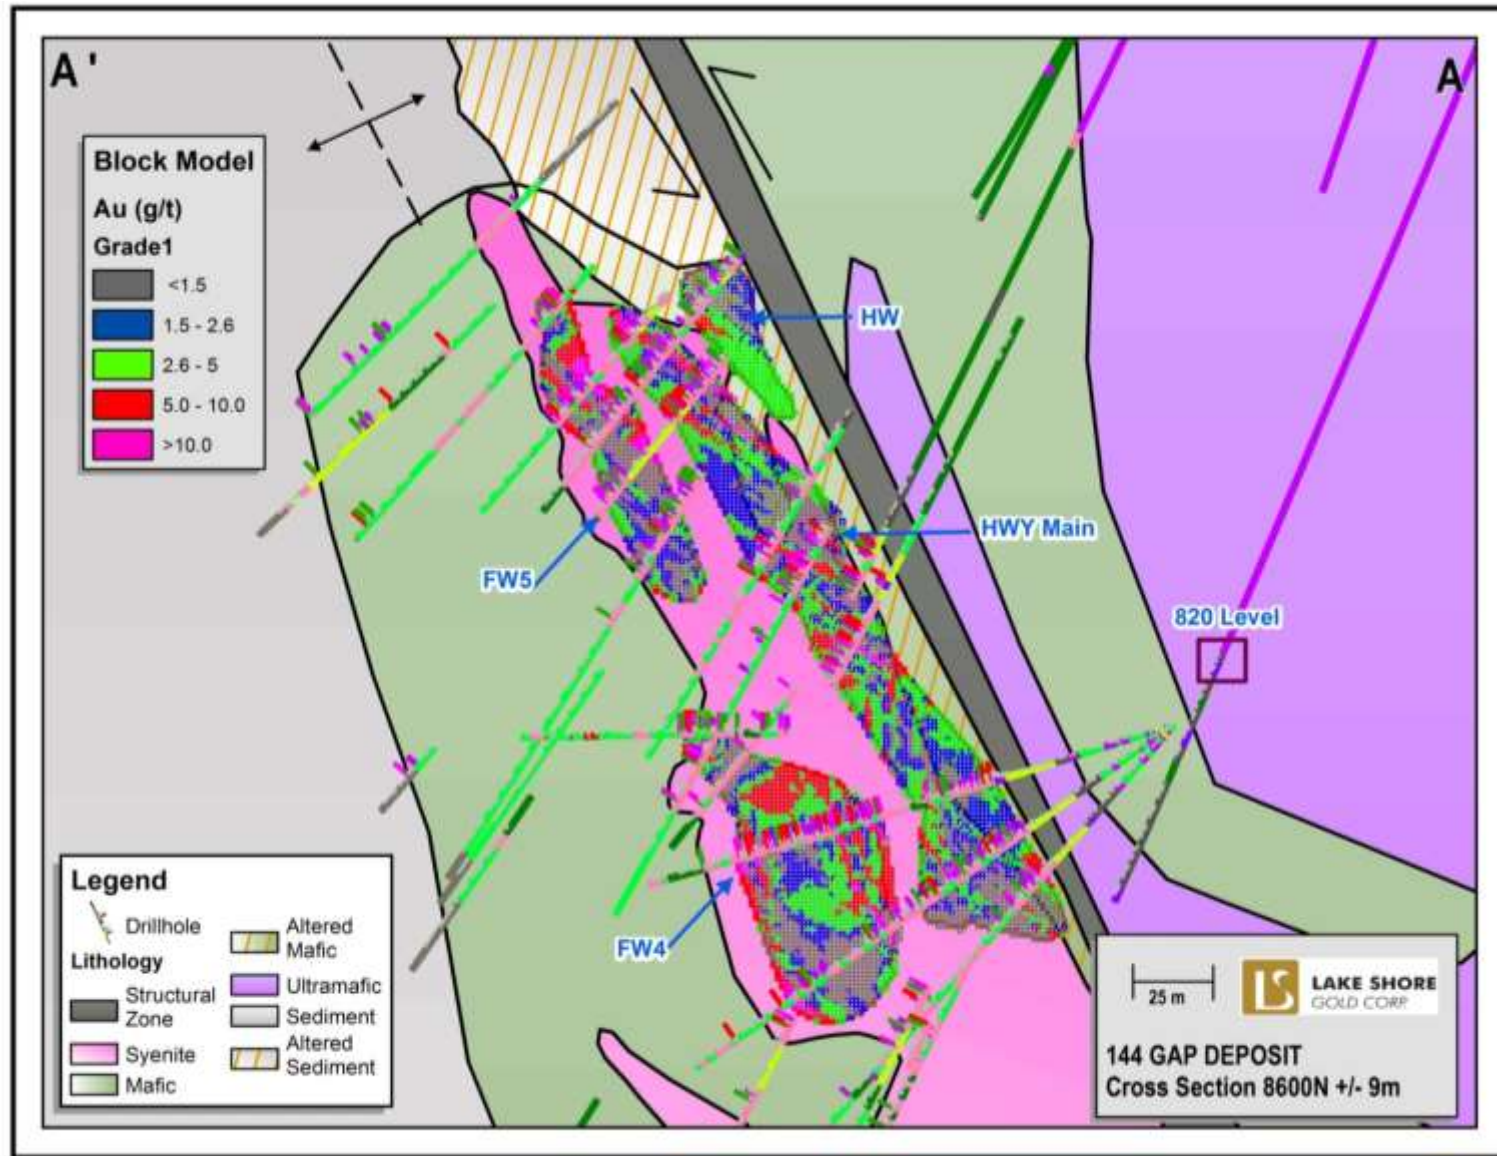 A'
A
Block Model
Au (g/t)
Grade1
<1.5
1.5 - 2.6
2.6 - 5
5.0 - 10.0
>10.0
HW
HWY Main
FW5
820 Level
FW4
Legend
Drillhole
Lithology
Structural
Zone
Syenite
Mafic
Altered
Mafic
Ultramafic
Sediment
Altered
Sediment
25 m
LS
LAKE SHORE
GOLD CORP.
144 GAP DEPOSIT
Cross Section 8600N +/- 9m